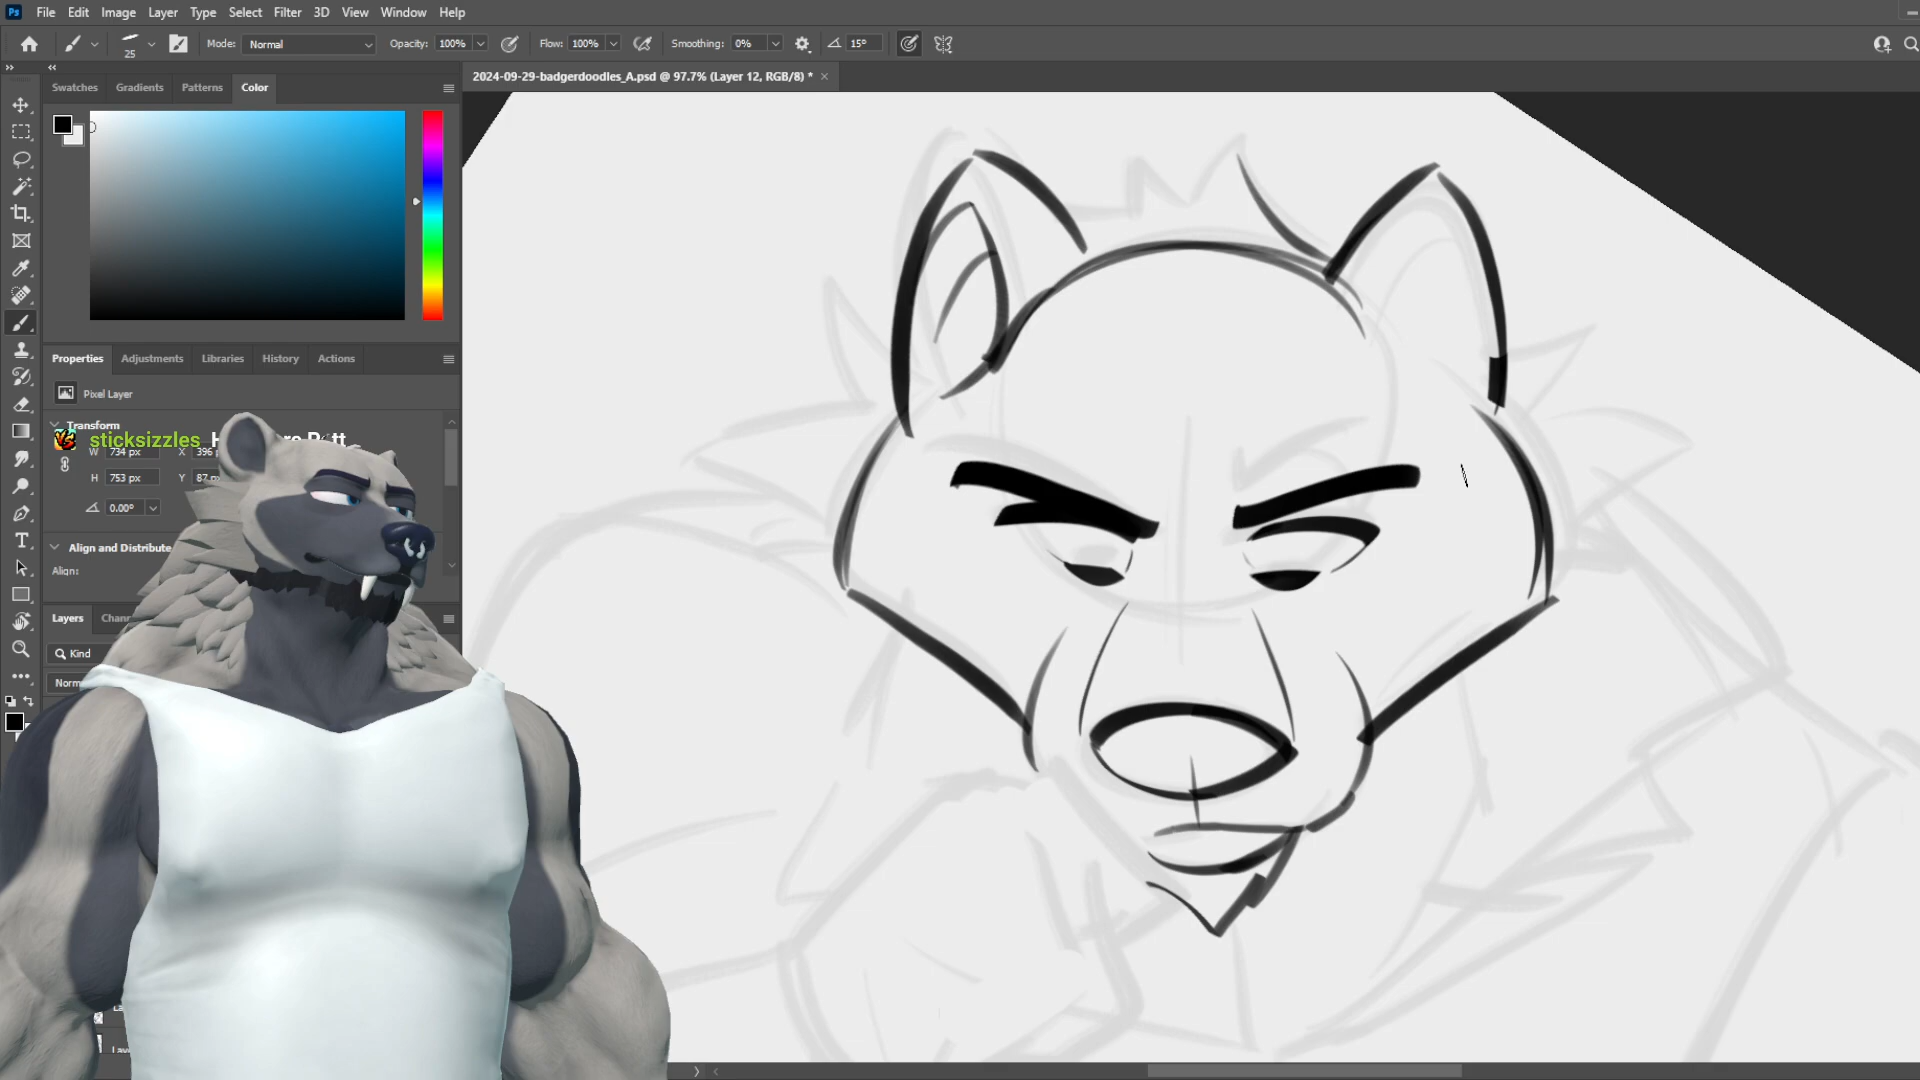 Ps File Edit Image Layer Type Select Filter 3D View Window Help
25 Mode: Normal Opacity: 100% Flow: 100% Smoothing: 0% 15°
2024-09-29-badgerdoodles_A.psd @ 97.7% (Layer 12, RGB/8) *
Swatches Gradients Patterns Color
Properties Adjustments Libraries History Actions
Pixel Layer
Transform
sticksizzles
W 734 px X 396
H 753 px Y 87
0.00°
Align and Distribute
Align:
Layers
Kind